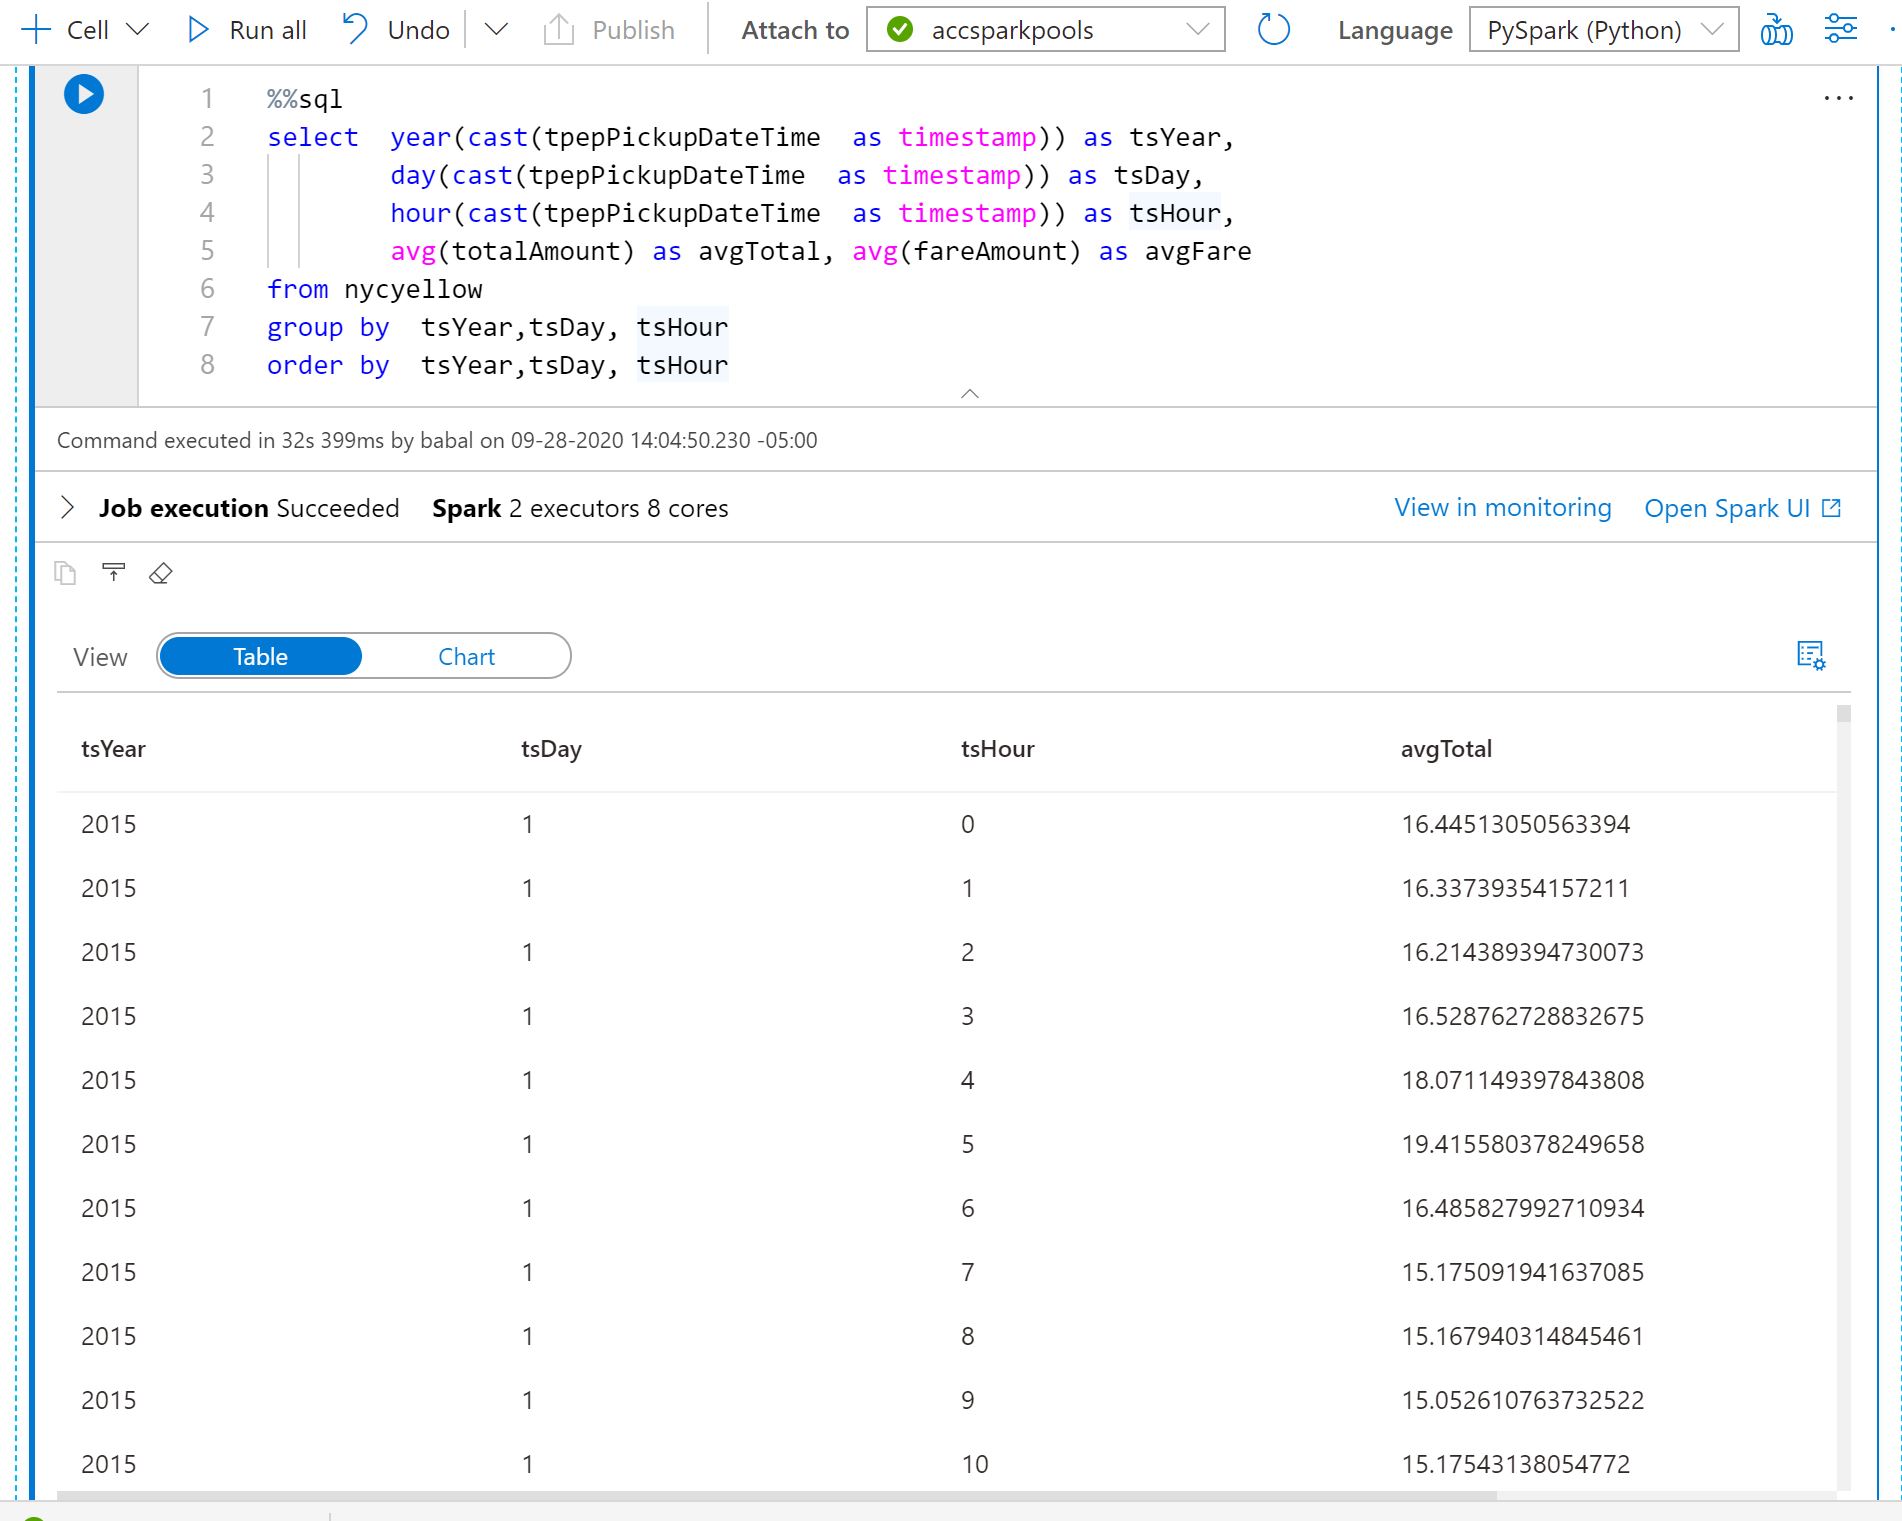 Cell Run all Undo Publish Attach to accsparkpools Language PySpark (Python)
1 %%sql
2 select year(cast(tpepPickupDateTime as timestamp)) as tsYear,
3 day(cast(tpepPickupDateTime as timestamp)) as tsDay,
4 hour(cast(tpepPickupDateTime as timestamp)) as tsHour,
5 avg(totalAmount) as avgTotal, avg(fareAmount) as avgFare
6 from nycyellow
7 group by tsYear,tsDay, tsHour
8 order by tsYear,tsDay, tsHour
Command executed in 32s 399ms by babal on 09-28-2020 14:04:50.230 -05:00
Job execution Succeeded Spark 2 executors 8 cores View in monitoring Open Spark UI
View Table Chart
tsYear tsDay tsHour avgTotal
2015 1 0 16.44513050563394
2015 1 1 16.33739354157211
2015 1 2 16.214389394730073
2015 1 3 16.528762728832675
2015 1 4 18.071149397843808
2015 1 5 19.415580378249658
2015 1 6 16.485827992710934
2015 1 7 15.175091941637085
2015 1 8 15.167940314845461
2015 1 9 15.052610763732522
2015 1 10 15.17543138054772